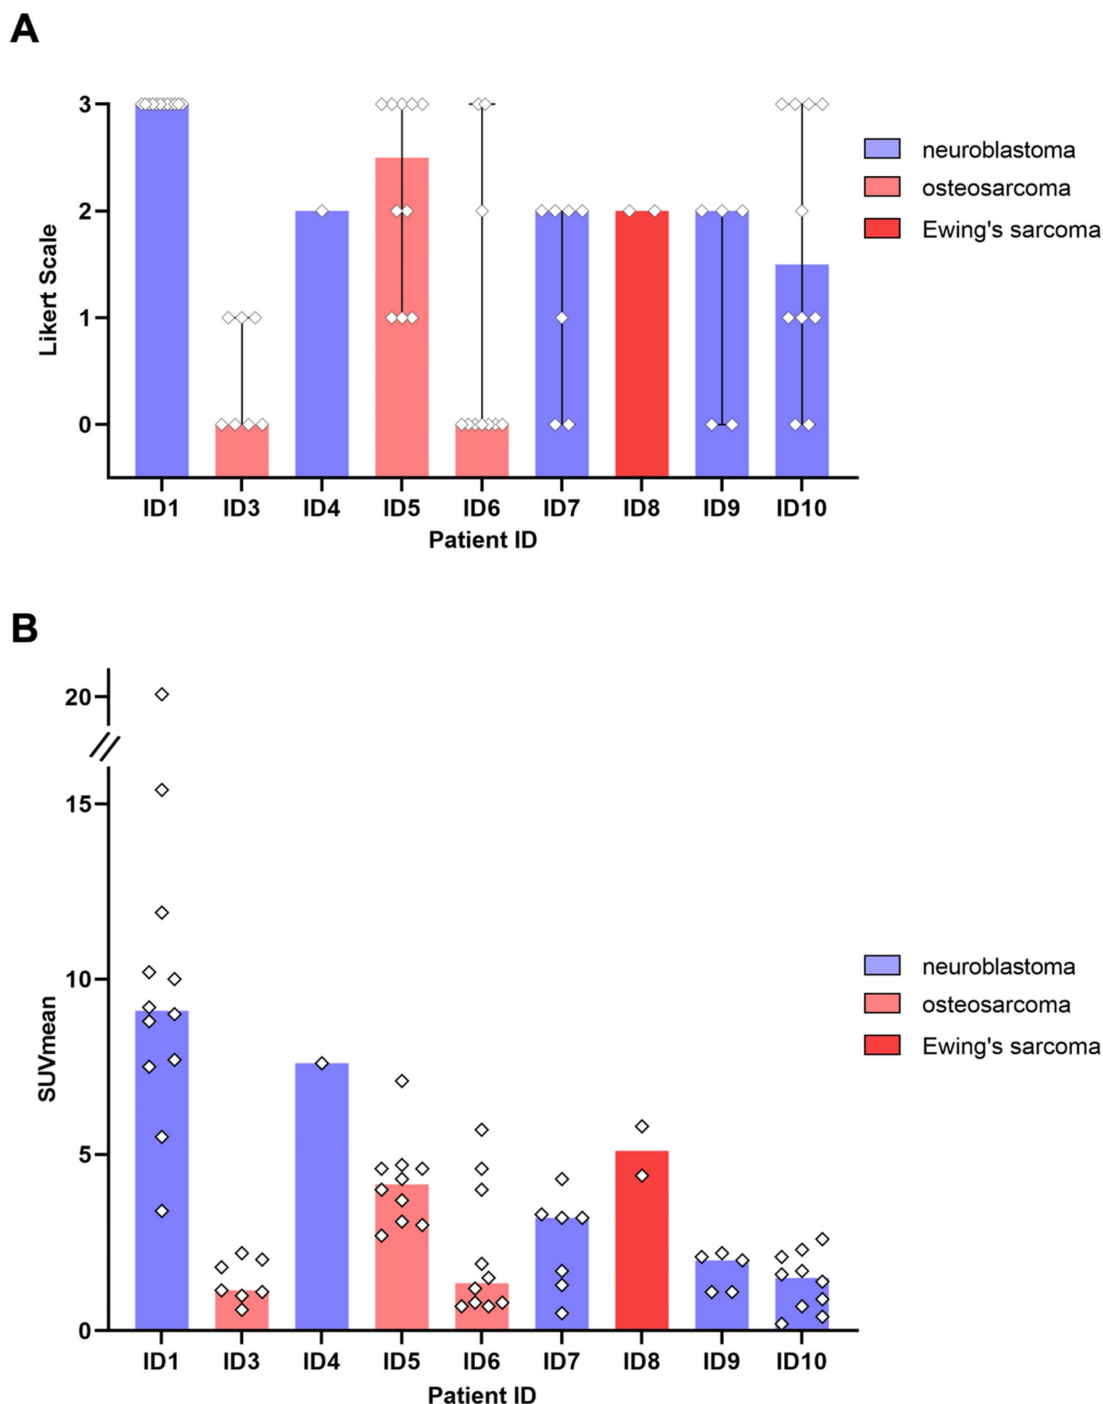 A
3
2
1
0
Likert Scale
ID1 ID3 ID4 ID5 ID6 ID7 ID8 ID9 ID10
Patient ID
neuroblastoma
osteosarcoma
Ewing's sarcoma
B
20
15
10
5
0
SUVmean
ID1 ID3 ID4 ID5 ID6 ID7 ID8 ID9 ID10
Patient ID
neuroblastoma
osteosarcoma
Ewing's sarcoma